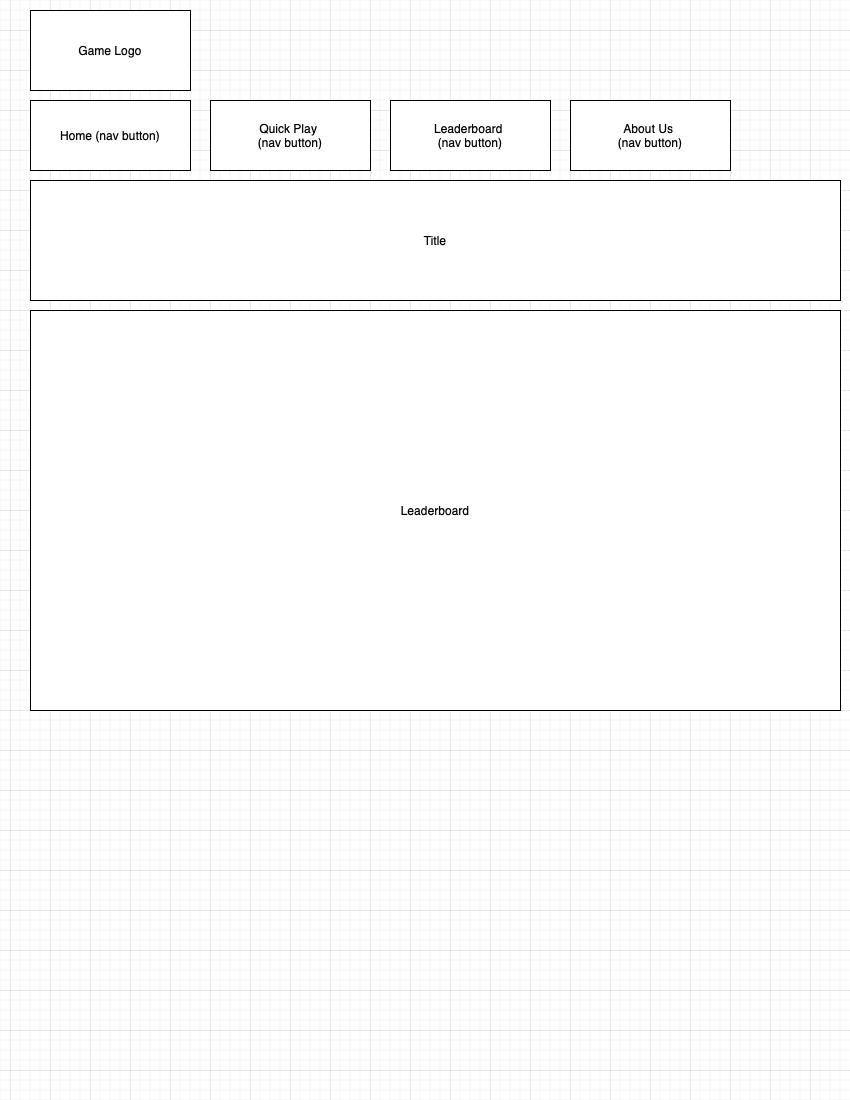 Game Logo
Home (nav button)
Quick Play
(nav button)
Leaderboard
(nav button)
About Us
(nav button)
Title
Leaderboard